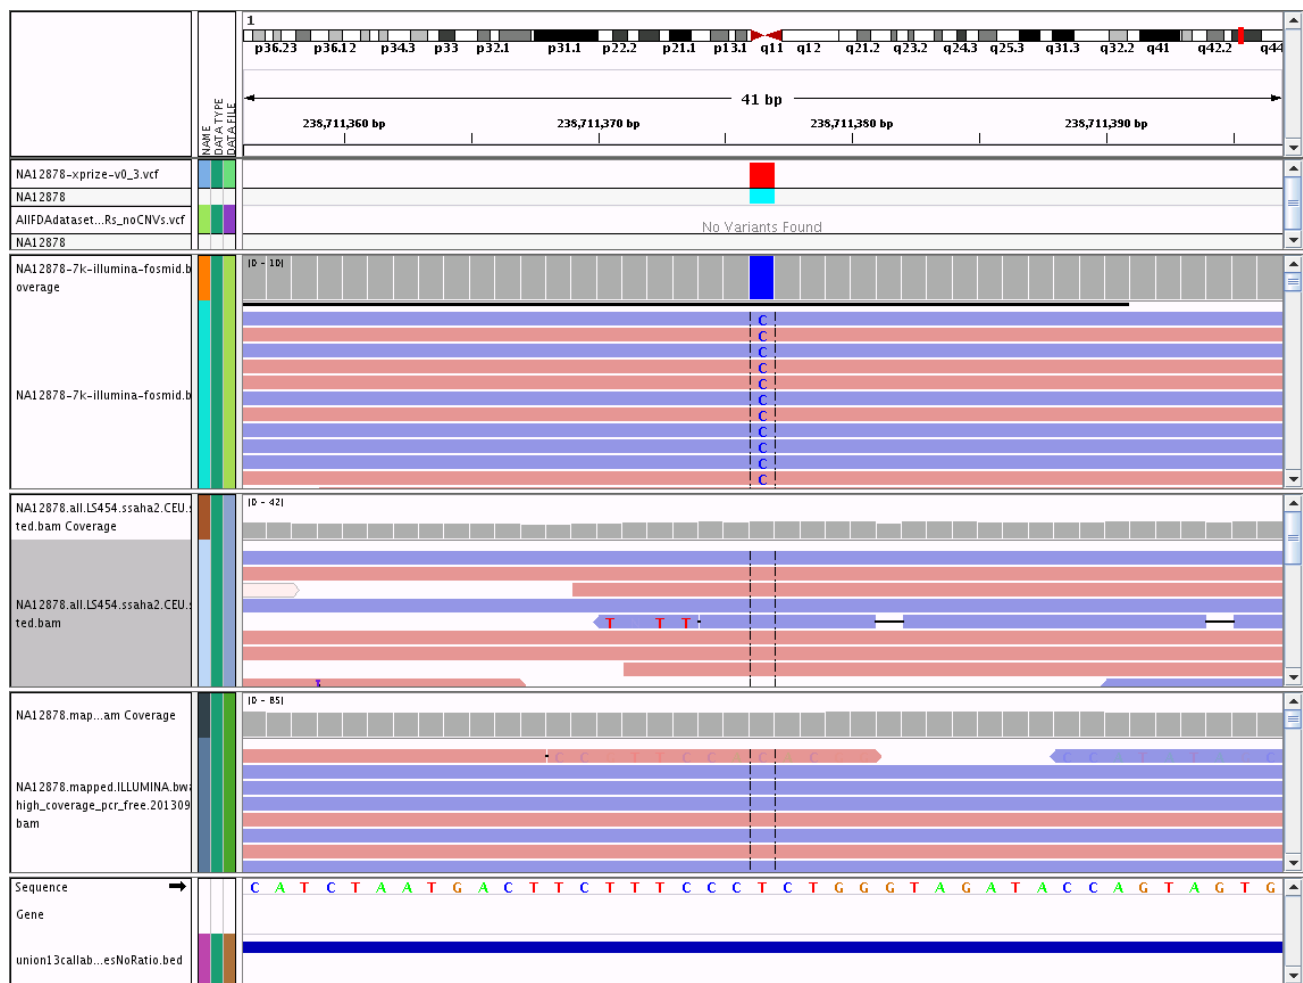 1
p36.23 p36.12 p34.3 p33 p32.1 p31.1 p22.2 p21.1 p13.1 q11 q12 q21.2 q23.2 q24.3 q25.3 q31.3 q32.2 q41 q42.2 q44
41 bp
238,711,360 bp 238,711,370 bp 238,711,380 bp 238,711,390 bp
NAME
DATA TYPE
DATA FILE
NA12878-xprize-v0_3.vcf
NA12878
AllFDAdataset...Rs_noCNVs.vcf
No Variants Found
NA12878
NA12878-7k-illumina-fosmid.b
overage
[0 - 10]
C
C
C
C
C
C
C
C
C
C
C
NA12878-7k-illumina-fosmid.b
NA12878.all.LS454.ssaha2.CEU.s
ted.bam Coverage
[0 - 42]
NA12878.all.LS454.ssaha2.CEU.s
ted.bam
T T T
NA12878.map...am Coverage
[0 - 85]
NA12878.mapped.ILLUMINA.bwa
high_coverage_pcr_free.201309
bam
Sequence C A T C T A A T G A C T T C T T T C C C T C T G G G T A G A T A C C A G T A G T G
Gene
union13callab...esNoRatio.bed